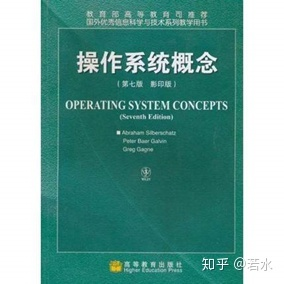 教育部高等教育司推荐
国外优秀信息科学与技术系列教学用书
操作系统概念
（第七版 影印版）
OPERATING SYSTEM CONCEPTS
(Seventh Edition)
Abraham Silberschatz
Peter Baer Galvin
Greg Gagne
WILEY
高等教育出版社
Higher Education Press
知乎 @若水